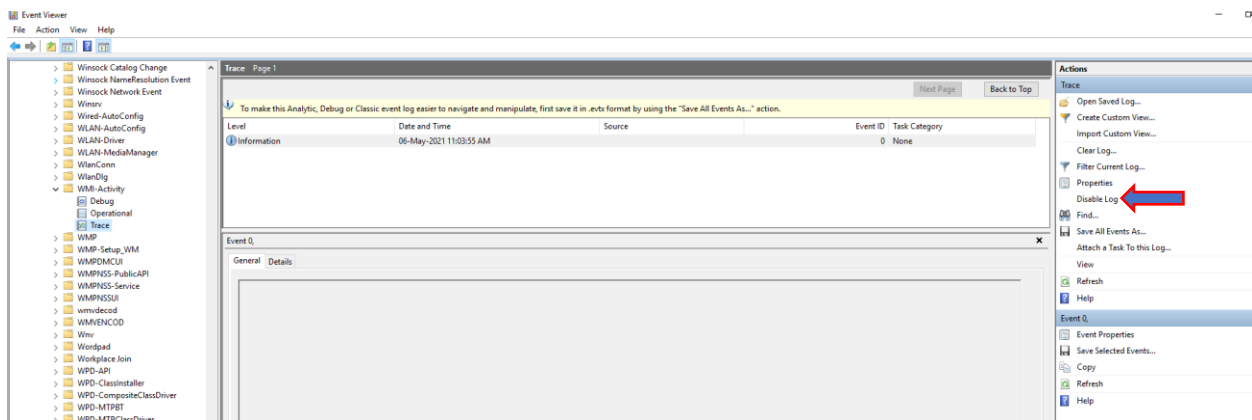 Event Viewer
File Action View Help
Winsock Catalog Change
Winsock NameResolution Event
Winsock Network Event
Winsrv
Wired-AutoConfig
WLAN-AutoConfig
WLAN-Driver
WLAN-MediaManager
WlanConn
WlanDlg
WMI-Activity
Debug
Operational
Trace
WMP
WMP-Setup_WM
WMPDMCUI
WMPNSS-PublicAPI
WMPNSS-Service
WMPNSSUI
wmvdecod
WMVENCOD
Wnv
Wordpad
Workplace Join
WPD-API
WPD-ClassInstaller
WPD-CompositeClassDriver
WPD-MTPBT
WPD-MTPClassDriver
Trace Page 1
Next Page Back to Top
To make this Analytic, Debug or Classic event log easier to navigate and manipulate, first save it in .evtx format by using the "Save All Events As..." action.
Level Date and Time Source Event ID Task Category
Information 06-May-2021 11:03:55 AM 0 None
Event 0,
General Details
Actions
Trace
Open Saved Log...
Create Custom View...
Import Custom View...
Clear Log...
Filter Current Log...
Properties
Disable Log
Find...
Save All Events As...
Attach a Task To this Log...
View
Refresh
Help
Event 0,
Event Properties
Save Selected Events...
Copy
Refresh
Help